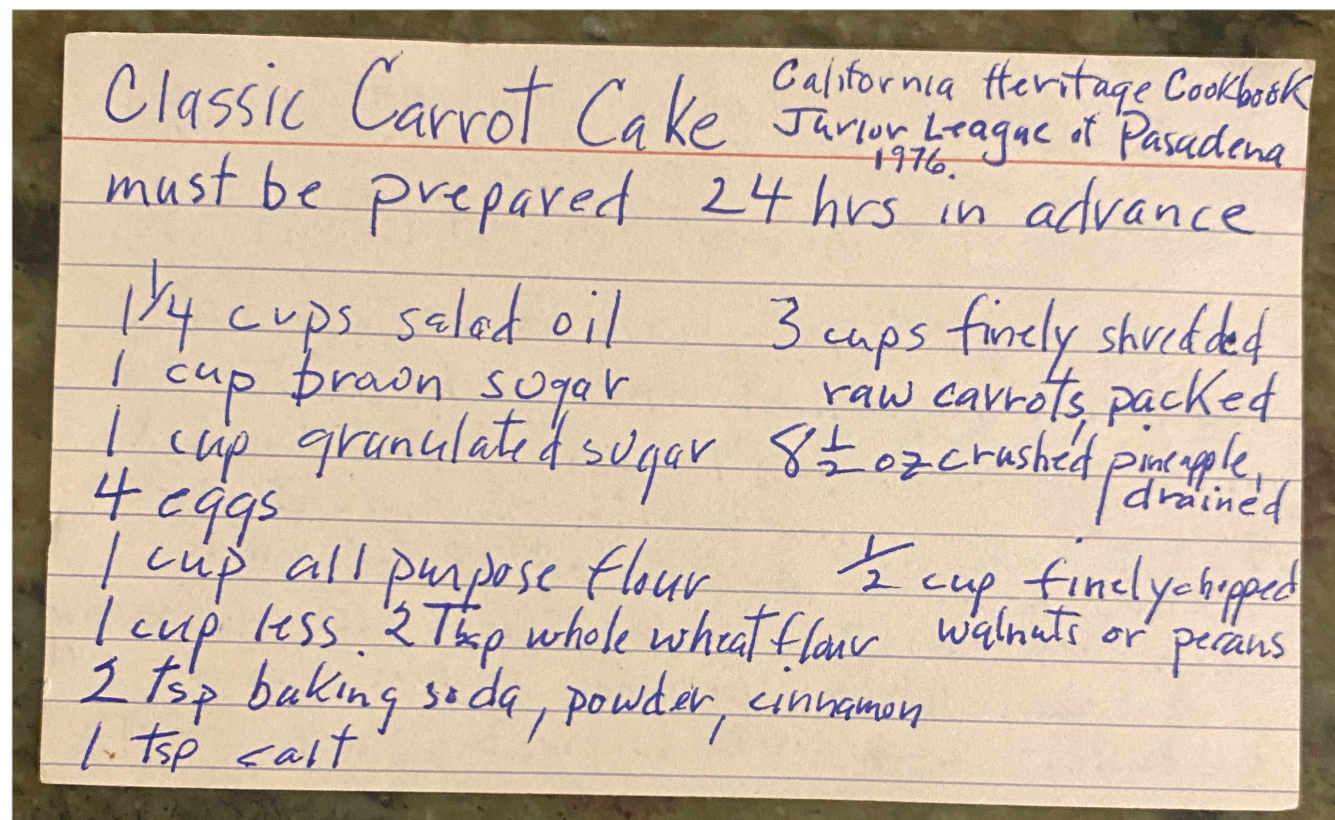 Classic Carrot Cake
California Heritage Cookbook
Junior League of Pasadena
1976.
must be prepared 24 hrs in advance
1 1/4 cups salad oil
1 cup brown sugar
1 cup granulated sugar
4 eggs
1 cup all purpose flour
1 cup less 2 Tbsp whole wheat flour
2 tsp baking soda, powder, cinnamon
1 tsp salt
3 cups finely shredded
raw carrots, packed
8 1/2 oz crushed pineapple,
drained
1/2 cup finely chopped
walnuts or pecans